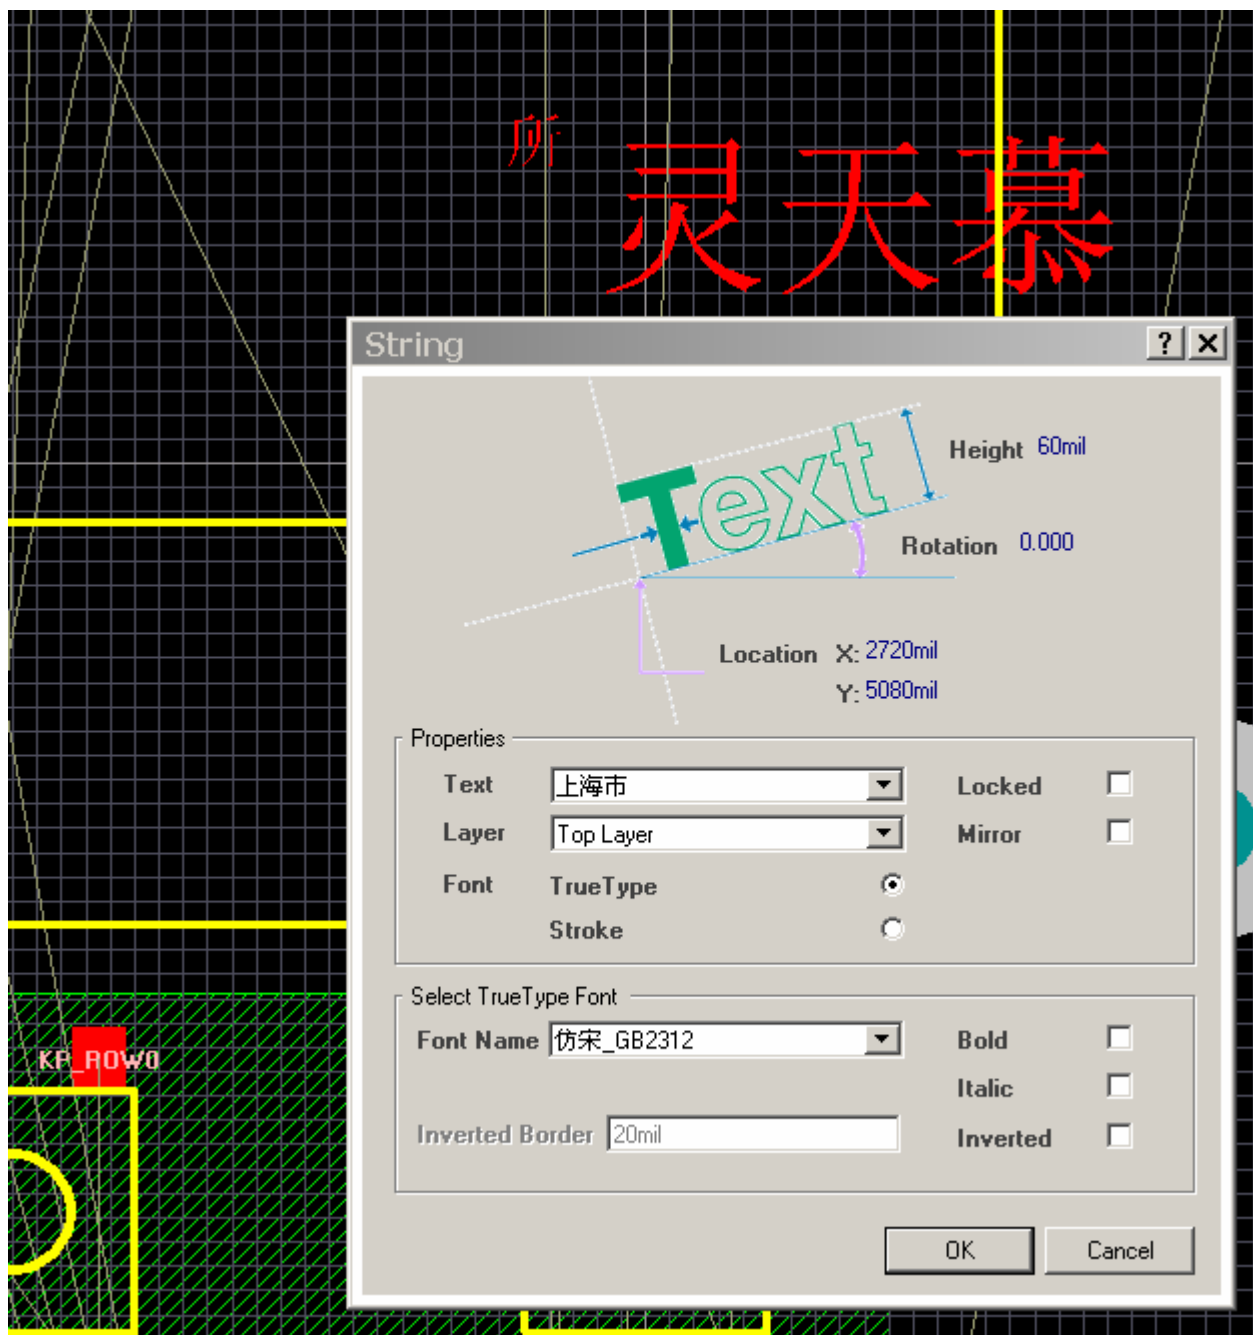 所
灵天慕
String
Text
Height 60mil
Rotation 0.000
Location X: 2720mil
Y: 5080mil
Properties
Text 上海市 Locked
Layer Top Layer Mirror
Font TrueType
Stroke
Select TrueType Font
Font Name 仿宋_GB2312 Bold
Italic
Inverted Border 20mil Inverted
KP_ROW0
OK Cancel